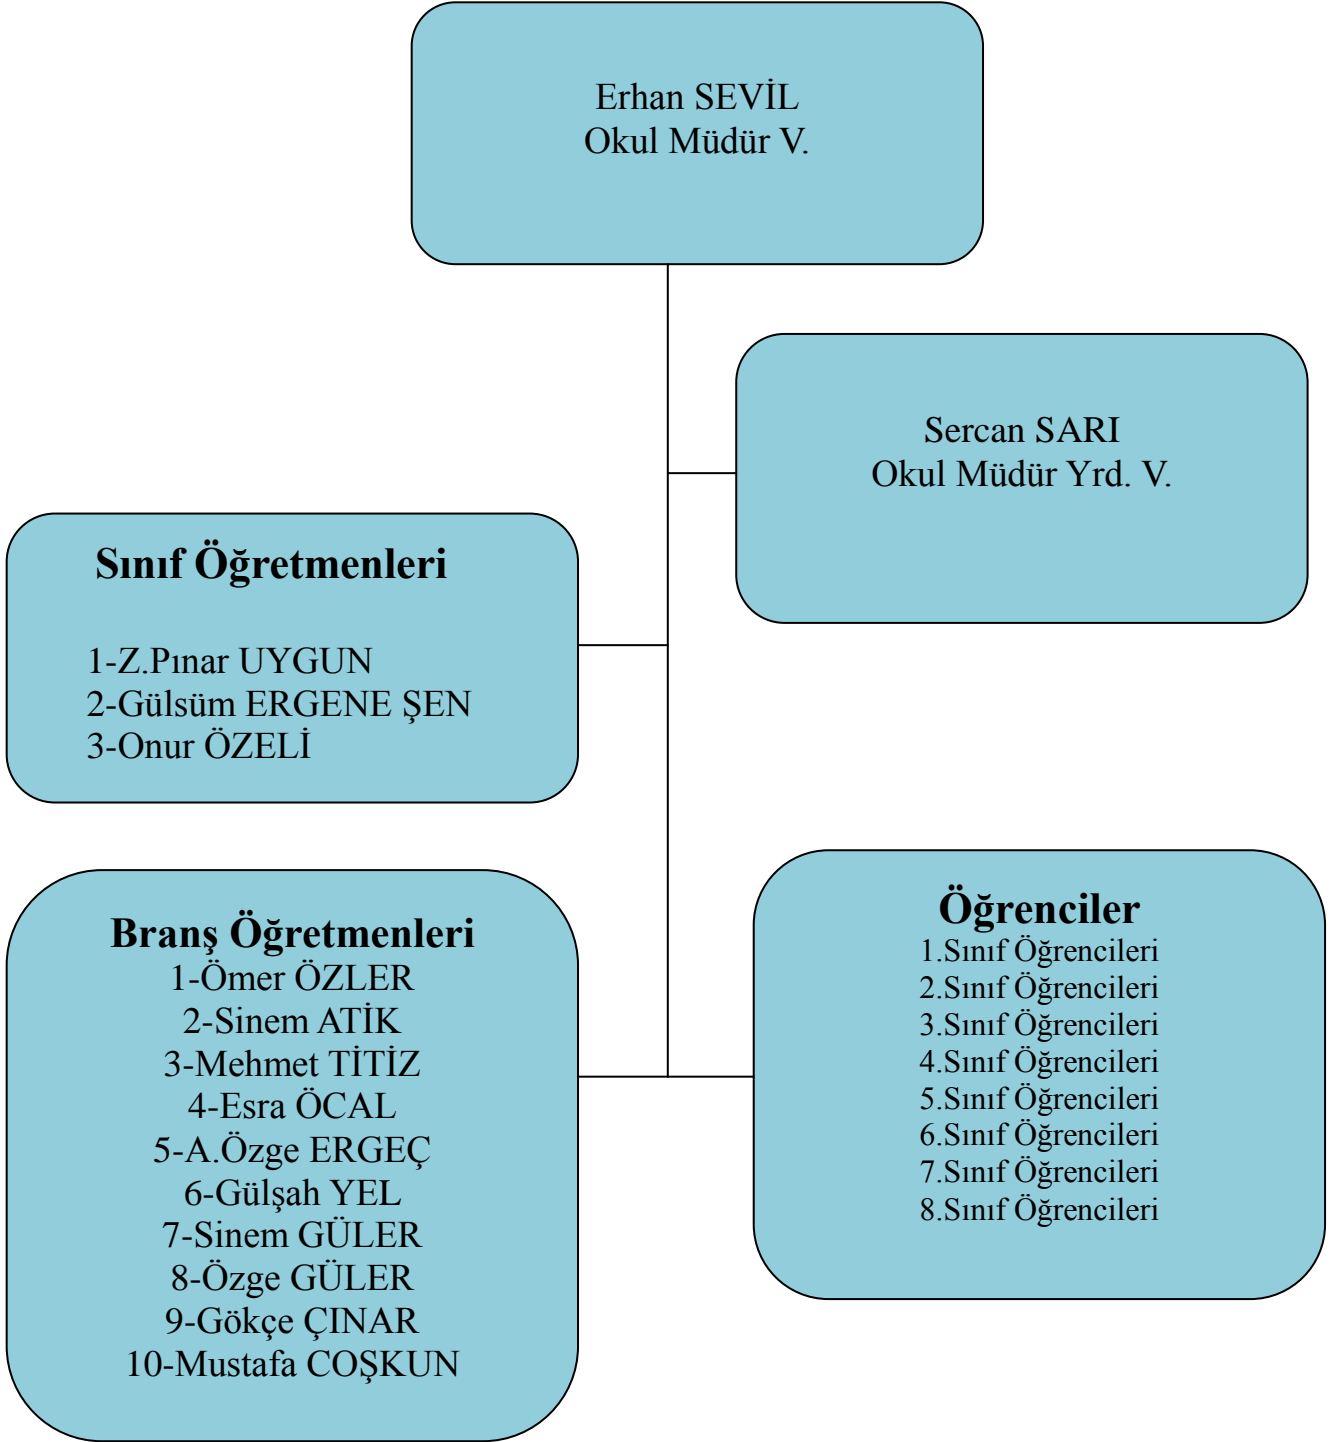 Erhan SEVİL
Okul Müdür V.
Sercan SARI
Okul Müdür Yrd. V.
Sınıf Öğretmenleri
1-Z.Pınar UYGUN
2-Gülsüm ERGENE ŞEN
3-Onur ÖZELİ
Branş Öğretmenleri
1-Ömer ÖZLER
2-Sinem ATİK
3-Mehmet TİTİZ
4-Esra ÖCAL
5-A.Özge ERGEÇ
6-Gülşah YEL
7-Sinem GÜLER
8-Özge GÜLER
9-Gökçe ÇINAR
10-Mustafa COŞKUN
Öğrenciler
1.Sınıf Öğrencileri
2.Sınıf Öğrencileri
3.Sınıf Öğrencileri
4.Sınıf Öğrencileri
5.Sınıf Öğrencileri
6.Sınıf Öğrencileri
7.Sınıf Öğrencileri
8.Sınıf Öğrencileri